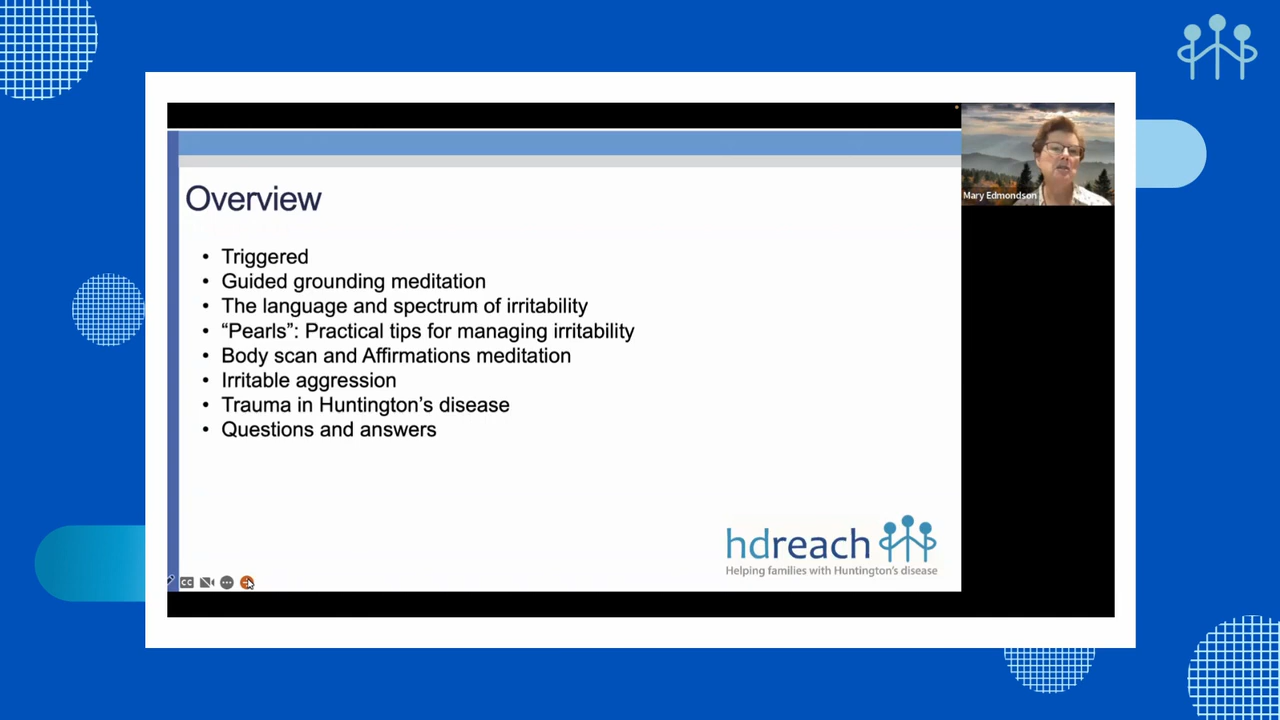 Overview
• Triggered
• Guided grounding meditation
• The language and spectrum of irritability
• “Pearls”: Practical tips for managing irritability
• Body scan and Affirmations meditation
• Irritable aggression
• Trauma in Huntington’s disease
• Questions and answers
hdreach
Helping families with Huntington’s disease
CC
Mary Edmondson